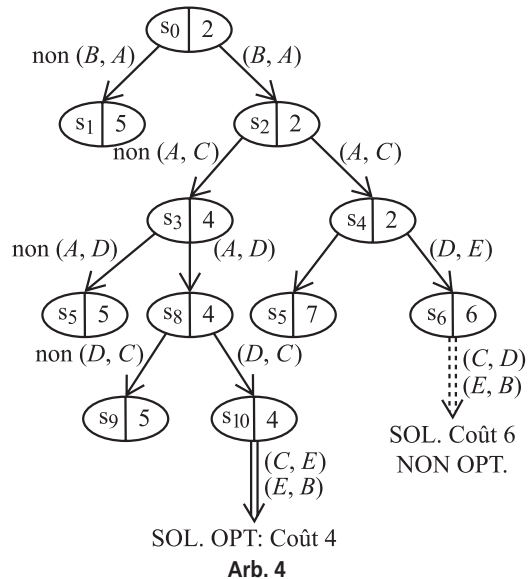 s0 2
non (B, A) (B, A)
s1 5 s2 2
non (A, C) (A, C)
s3 4 s4 2
non (A, D) (A, D) (D, E)
s5 5 s8 4 s5 7 s6 6
non (D, C) (D, C) (C, D)
(E, B)
s9 5 s10 4
SOL. Coût 6
NON OPT.
(C, E)
(E, B)
SOL. OPT: Coût 4
Arb. 4